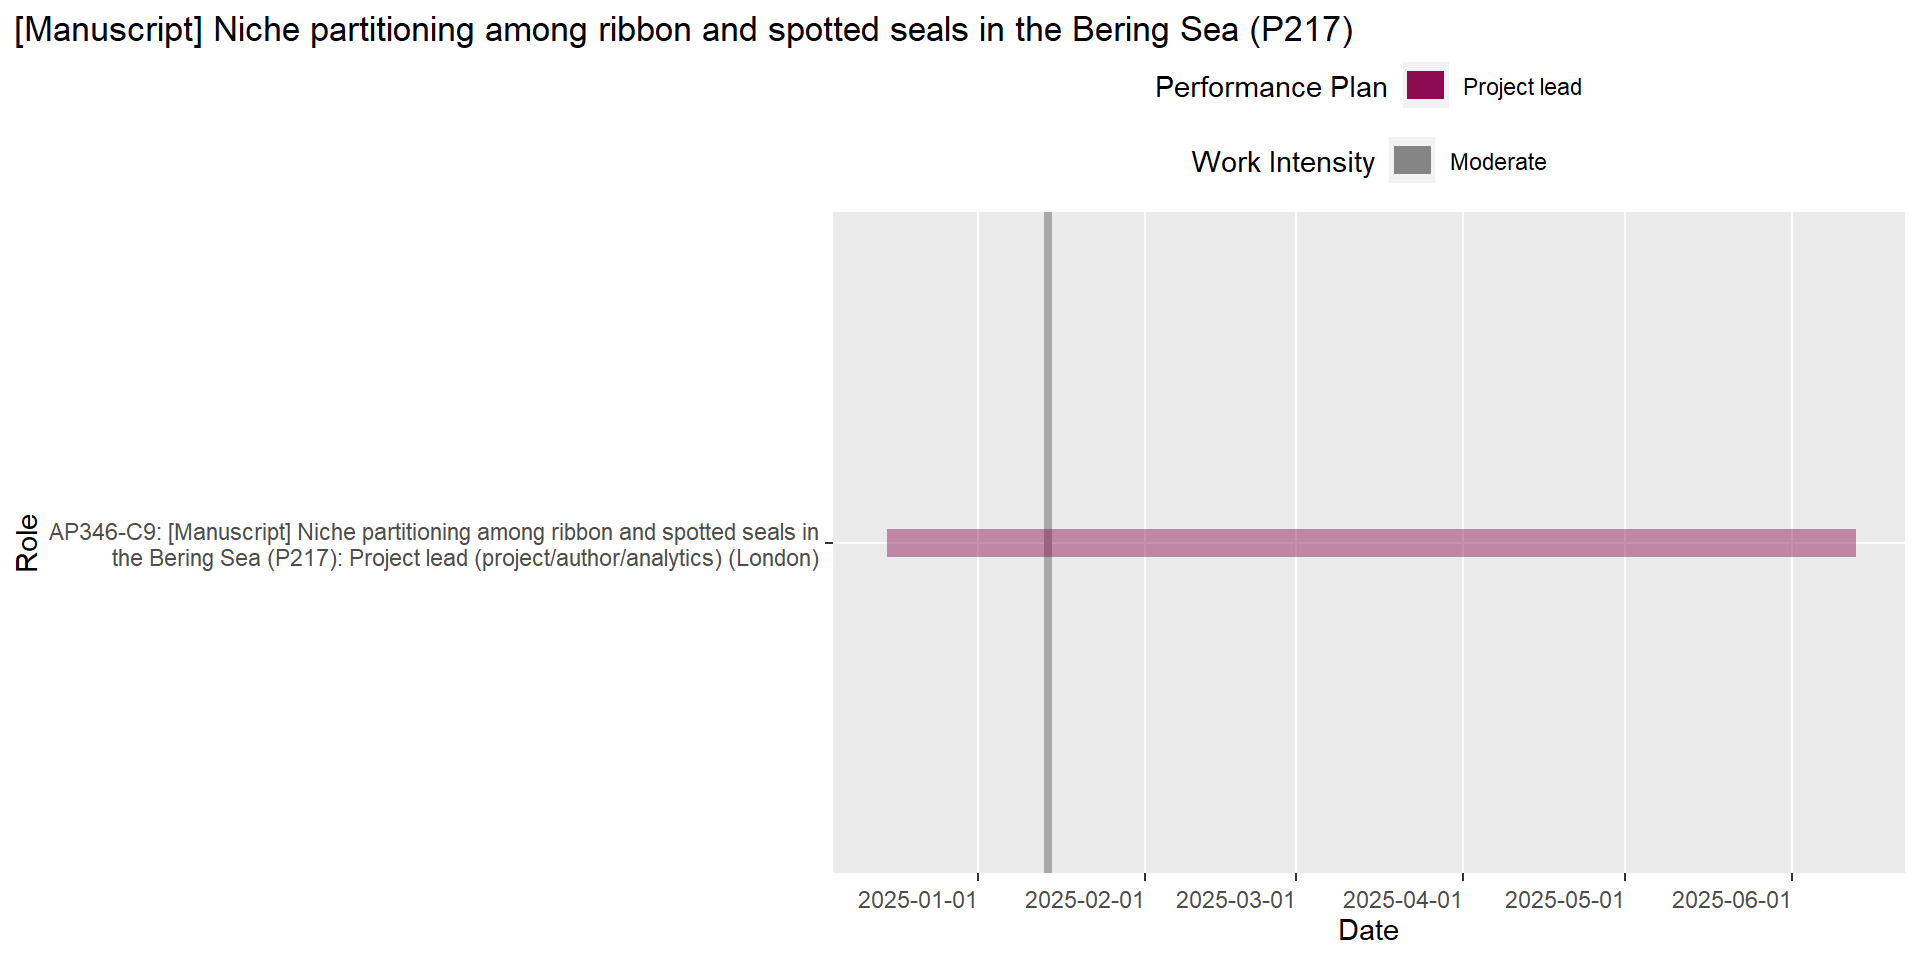 [Manuscript] Niche partitioning among ribbon and spotted seals in the Bering Sea (P217)
Performance Plan Project lead
Work Intensity Moderate
Role
AP346-C9: [Manuscript] Niche partitioning among ribbon and spotted seals in
the Bering Sea (P217): Project lead (project/author/analytics) (London)
2025-01-01 2025-02-01 2025-03-01 2025-04-01 2025-05-01 2025-06-01
Date